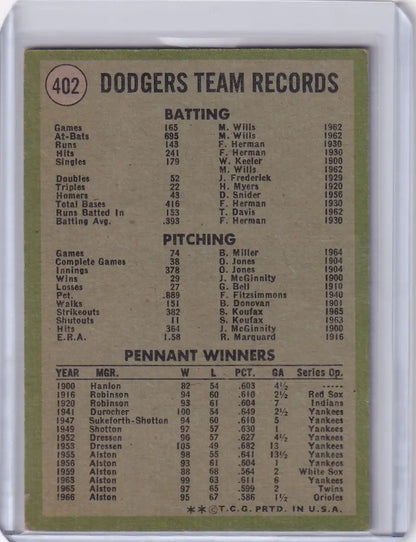 402 DODGERS TEAM RECORDS
BATTING
Games 165 M. Wills 1962
At-Bats 695 M. Wills 1962
Runs 143 F. Herman 1930
Hits 241 F. Herman 1930
Singles 179 W. Keeler 1900
M. Wills 1962
Doubles 52 J. Frederick 1929
Triples 22 H. Myers 1920
Homers 43 D. Snider 1956
Total Bases 416 F. Herman 1930
Runs Batted In 153 T. Davis 1962
Batting Avg. .393 F. Herman 1930
PITCHING
Games 74 B. Miller 1964
Complete Games 38 O. Jones 1904
Innings 378 O. Jones 1904
Wins 29 J. McGinnity 1900
Losses 27 G. Bell 1910
Pct. .889 F. Fitzsimmons 1940
Walks 151 B. Donovan 1901
Strikeouts 382 S. Koufax 1965
Shutouts 11 S. Koufax 1963
Hits 364 J. McGinnity 1900
E.R.A. 1.58 R. Marquard 1916
PENNANT WINNERS
YEAR MGR. W L PCT. GA Series Op.
1900 Hanlon 82 54 .603 4½ -----
1916 Robinson 94 60 .610 2½ Red Sox
1920 Robinson 93 61 .604 7 Indians
1941 Durocher 100 54 .649 2½ Yankees
1947 Sukeforth-Shotton 94 60 .610 5 Yankees
1949 Shotton 97 57 .630 1 Yankees
1952 Dressen 96 57 .627 4½ Yankees
1953 Dressen 105 49 .682 13 Yankees
1955 Alston 98 55 .641 13½ Yankees
1956 Alston 93 61 .604 1 Yankees
1959 Alston 88 68 .564 2 White Sox
1963 Alston 99 63 .611 6 Yankees
1965 Alston 97 65 .599 2 Twins
1966 Alston 95 67 .586 1½ Orioles
**©T.C.G. PRTD. IN U.S.A.